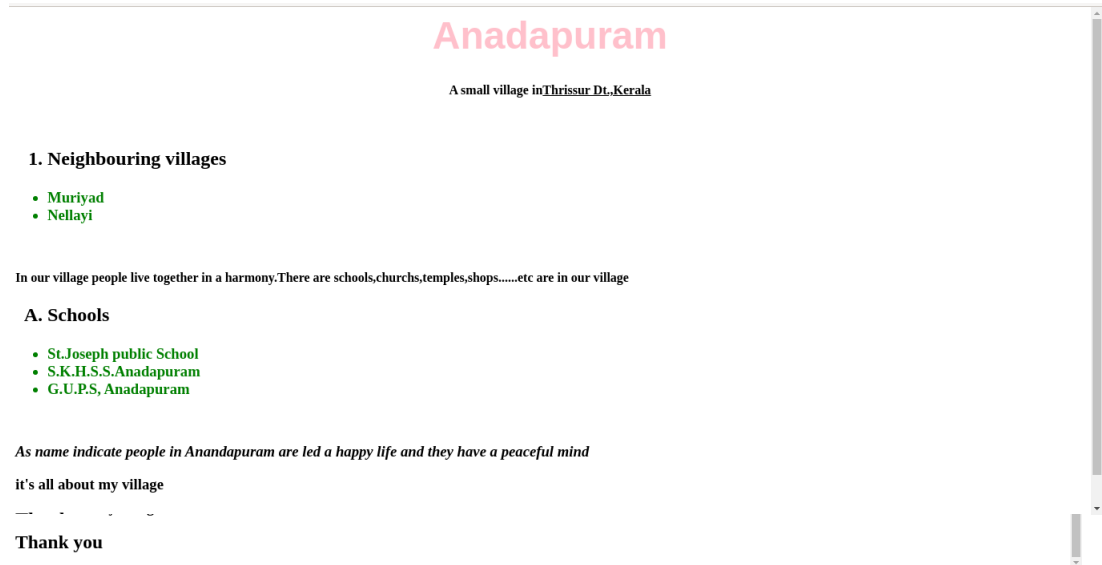 Anadapuram
A small village inThrissur Dt.,Kerala
1. Neighbouring villages
• Muriyad
• Nellayi
In our village people live together in a harmony.There are schools,churchs,temples,shops......etc are in our village
A. Schools
• St.Joseph public School
• S.K.H.S.S.Anadapuram
• G.U.P.S, Anadapuram
As name indicate people in Anandapuram are led a happy life and they have a peaceful mind
it's all about my village
Thank you